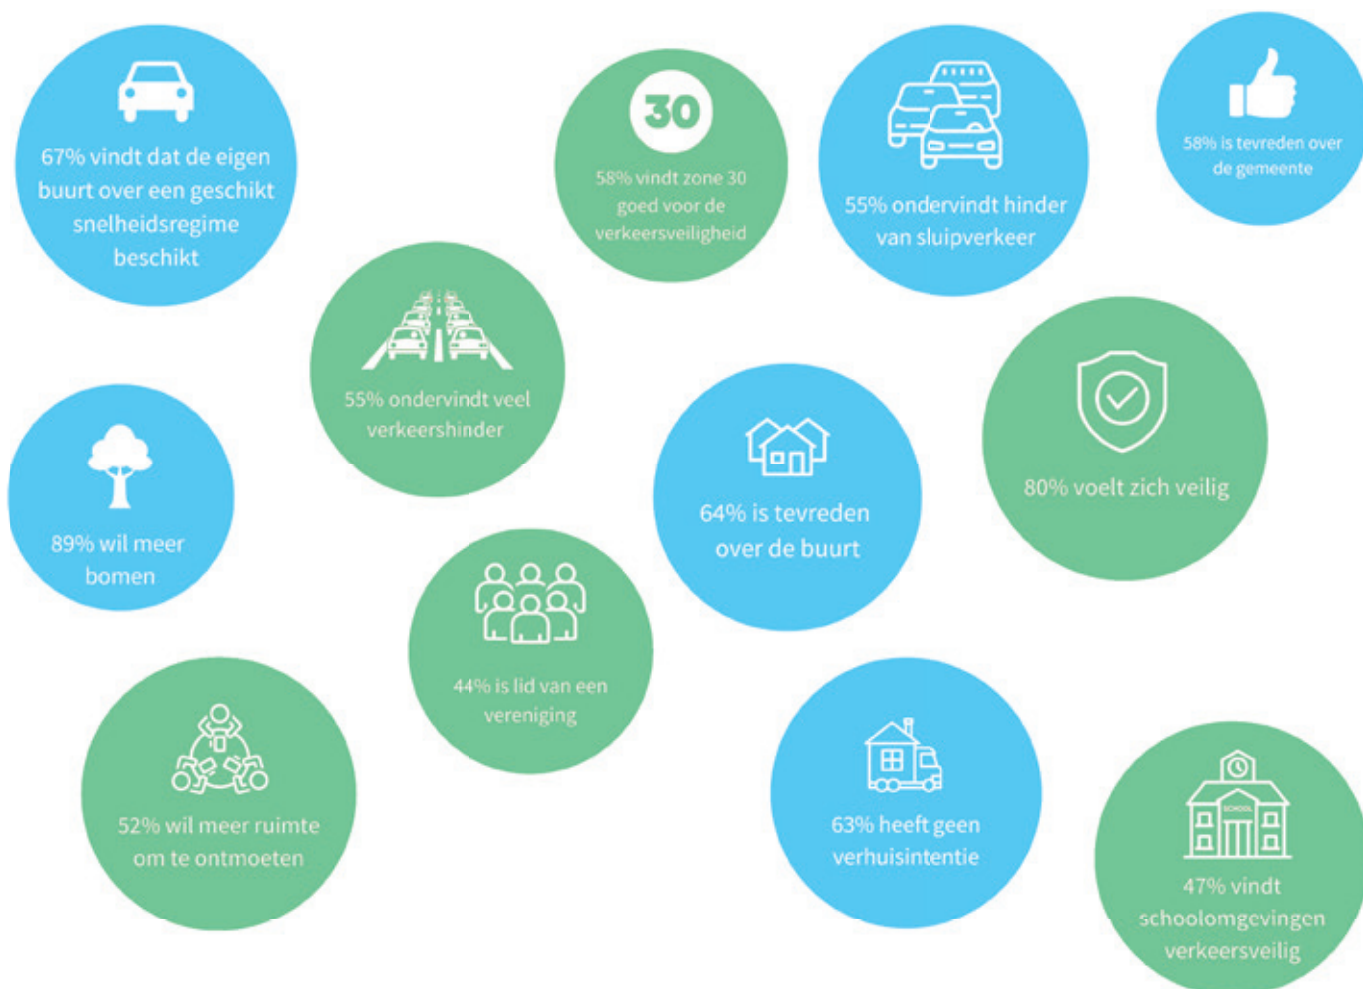 67% vindt dat de eigen
buurt over een geschikt
snelheidsregime
beschikt
30
58% vindt zone 30
goed voor de
verkeersveiligheid
55% ondervindt hinder
van sluipverkeer
58% is tevreden over
de gemeente
55% ondervindt veel
verkeershinder
89% wil meer
bomen
64% is tevreden
over de buurt
80% voelt zich veilig
44% is lid van een
vereniging
52% wil meer ruimte
om te ontmoeten
63% heeft geen
verhuisintentie
SCHOOL
47% vindt
schoolomgevingen
verkeersveilig